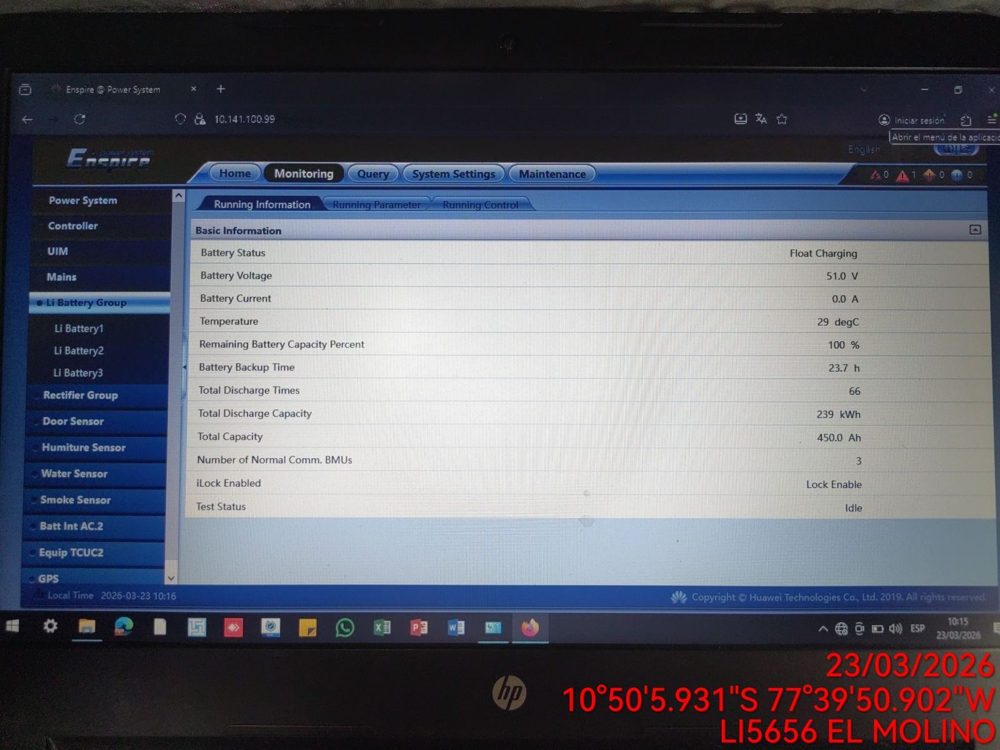 Enspire @ Power System
10.141.100.99
Iniciar sesión
Abrir el menú de la aplicació
English
power system
Enspire
Home Monitoring Query System Settings Maintenance
0 1 0 0
Running Information Running Parameter Running Control
Power System
Controller
UIM
Mains
Li Battery Group
Li Battery1
Li Battery2
Li Battery3
Rectifier Group
Door Sensor
Humiture Sensor
Water Sensor
Smoke Sensor
Batt Int AC.2
Equip TCUC2
GPS
Basic Information
Battery Status Float Charging
Battery Voltage 51.0 V
Battery Current 0.0 A
Temperature 29 degC
Remaining Battery Capacity Percent 100 %
Battery Backup Time 23.7 h
Total Discharge Times 66
Total Discharge Capacity 239 kWh
Total Capacity 450.0 Ah
Number of Normal Comm. BMUs 3
iLock Enabled Lock Enable
Test Status Idle
Local Time 2026-03-23 10:16
Copyright © Huawei Technologies Co., Ltd. 2019. All rights reserved.
ESP
10:15
23/03/2026
hp
23/03/2026
10°50'5.931"S 77°39'50.902"W
LI5656 EL MOLINO